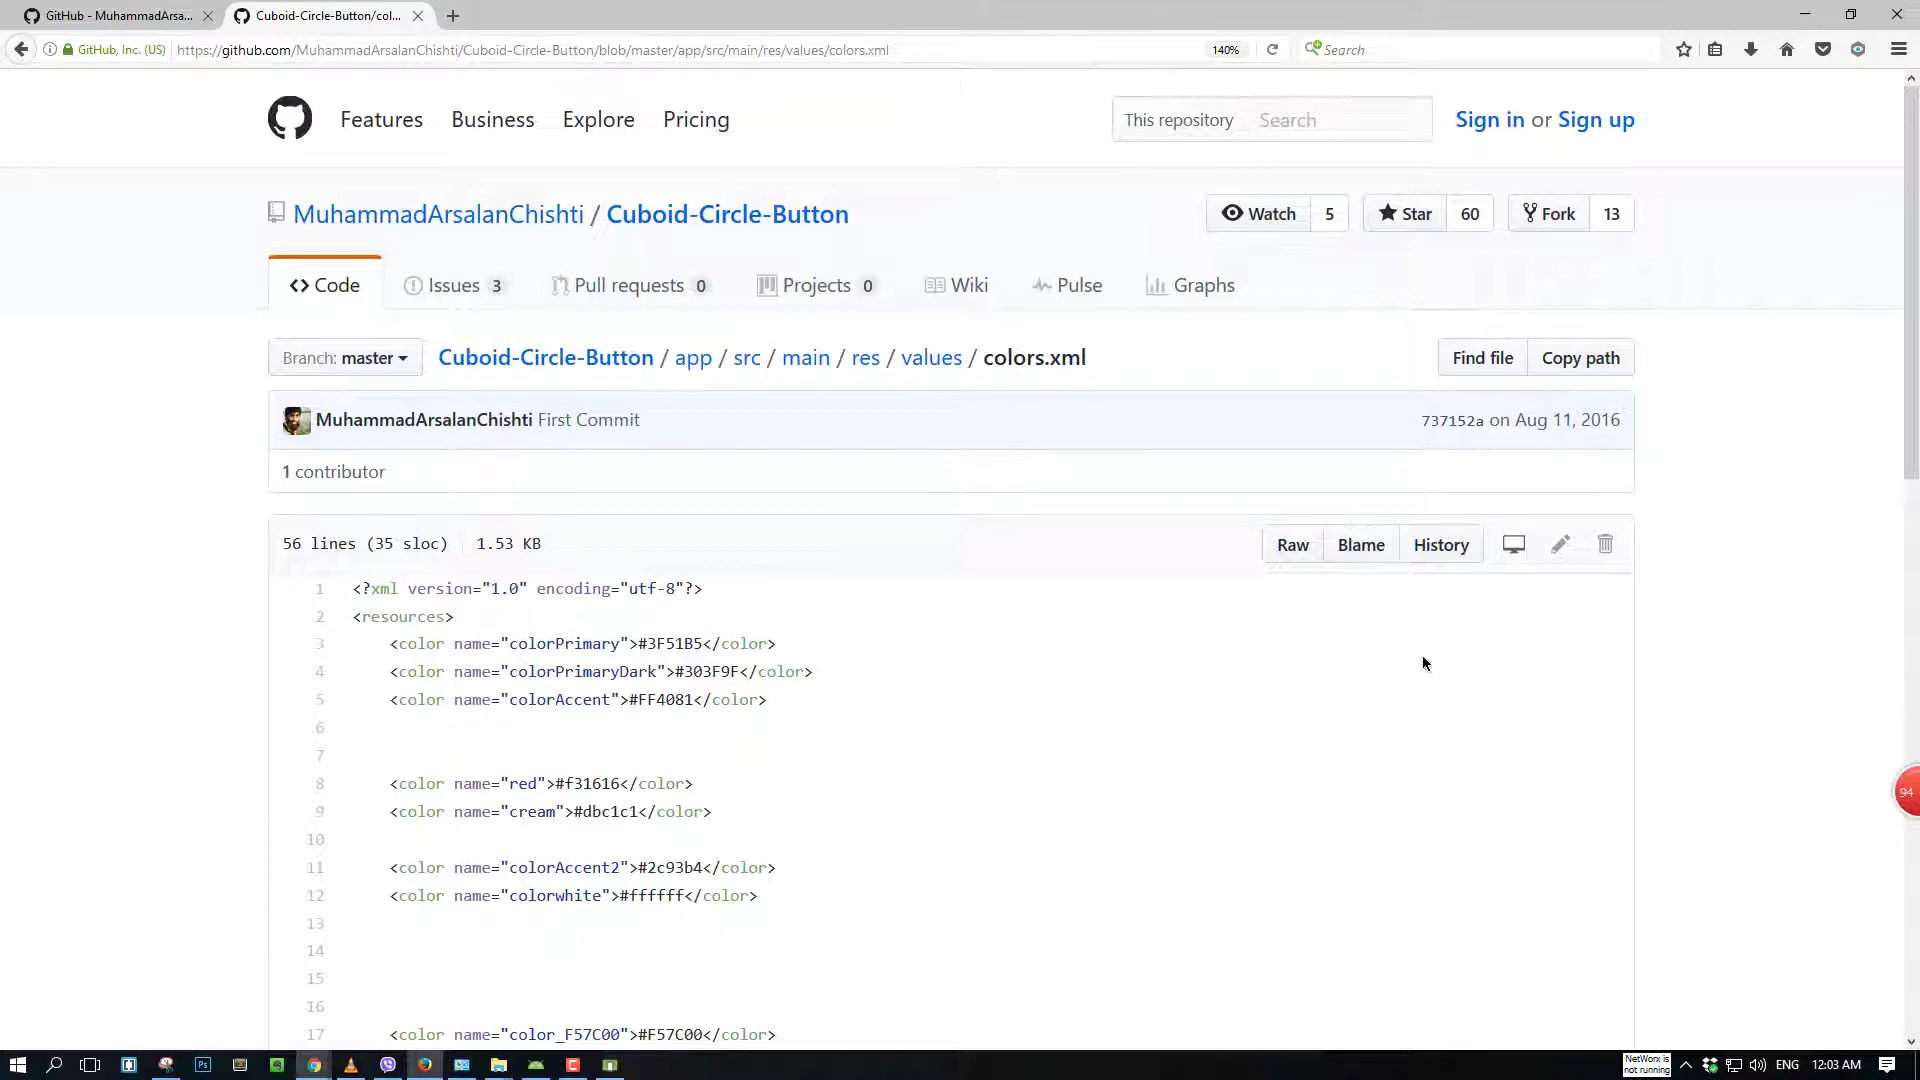 GitHub - MuhammadArsa...
Cuboid-Circle-Button/col...
GitHub, Inc. (US)
https://github.com/MuhammadArsalanChishti/Cuboid-Circle-Button/blob/master/app/src/main/res/values/colors.xml
140%
Search
Features Business Explore Pricing
This repository Search
Sign in or Sign up
MuhammadArsalanChishti / Cuboid-Circle-Button
Watch 5 Star 60 Fork 13
Code Issues 3 Pull requests 0 Projects 0 Wiki Pulse Graphs
Branch: master Cuboid-Circle-Button / app / src / main / res / values / colors.xml
Find file Copy path
MuhammadArsalanChishti First Commit
737152a on Aug 11, 2016
1 contributor
56 lines (35 sloc) 1.53 KB
Raw Blame History
1 <?xml version="1.0" encoding="utf-8"?>
2 <resources>
3 <color name="colorPrimary">#3F51B5</color>
4 <color name="colorPrimaryDark">#303F9F</color>
5 <color name="colorAccent">#FF4081</color>
6
7
8 <color name="red">#f31616</color>
9 <color name="cream">#dbc1c1</color>
10
11 <color name="colorAccent2">#2c93b4</color>
12 <color name="colorwhite">#ffffff</color>
13
14
15
16
17 <color name="color_F57C00">#F57C00</color>
94
Ps
NetWorx is
not running
ENG 12:03 AM